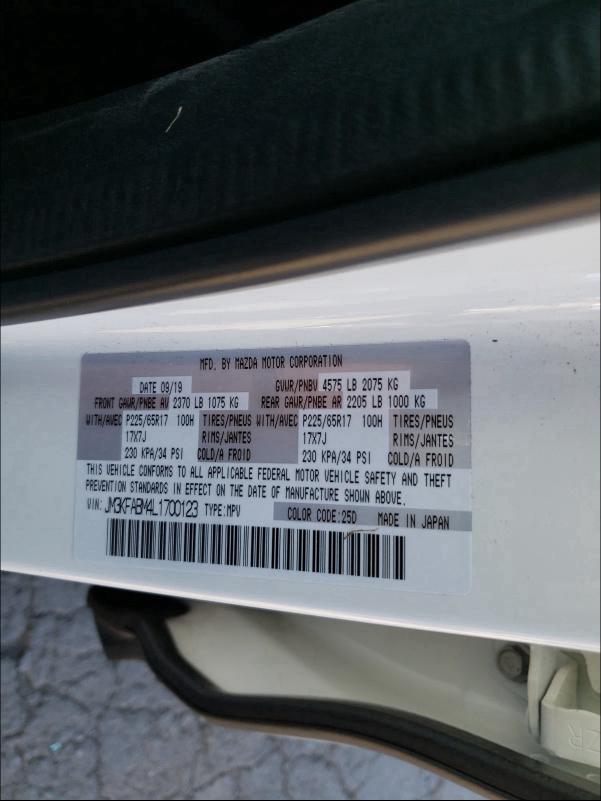 MFD. BY MAZDA MOTOR CORPORATION
DATE 09/19 GVWR/PNBV 4575 LB 2075 KG
FRONT GAWR/PNBE AV 2370 LB 1075 KG REAR GAWR/PNBE AR 2205 LB 1000 KG
WITH/AVEC P225/65R17 100H TIRES/PNEUS WITH/AVEC P225/65R17 100H TIRES/PNEUS
17X7J RIMS/JANTES 17X7J RIMS/JANTES
230 KPA/34 PSI COLD/A FROID 230 KPA/34 PSI COLD/A FROID
THIS VEHICLE CONFORMS TO ALL APPLICABLE FEDERAL MOTOR VEHICLE SAFETY AND THEFT
PREVENTION STANDARDS IN EFFECT ON THE DATE OF MANUFACTURE SHOWN ABOVE.
VIN: JM3KFABM4L1700123 TYPE:MPV COLOR CODE:25D MADE IN JAPAN
ZR